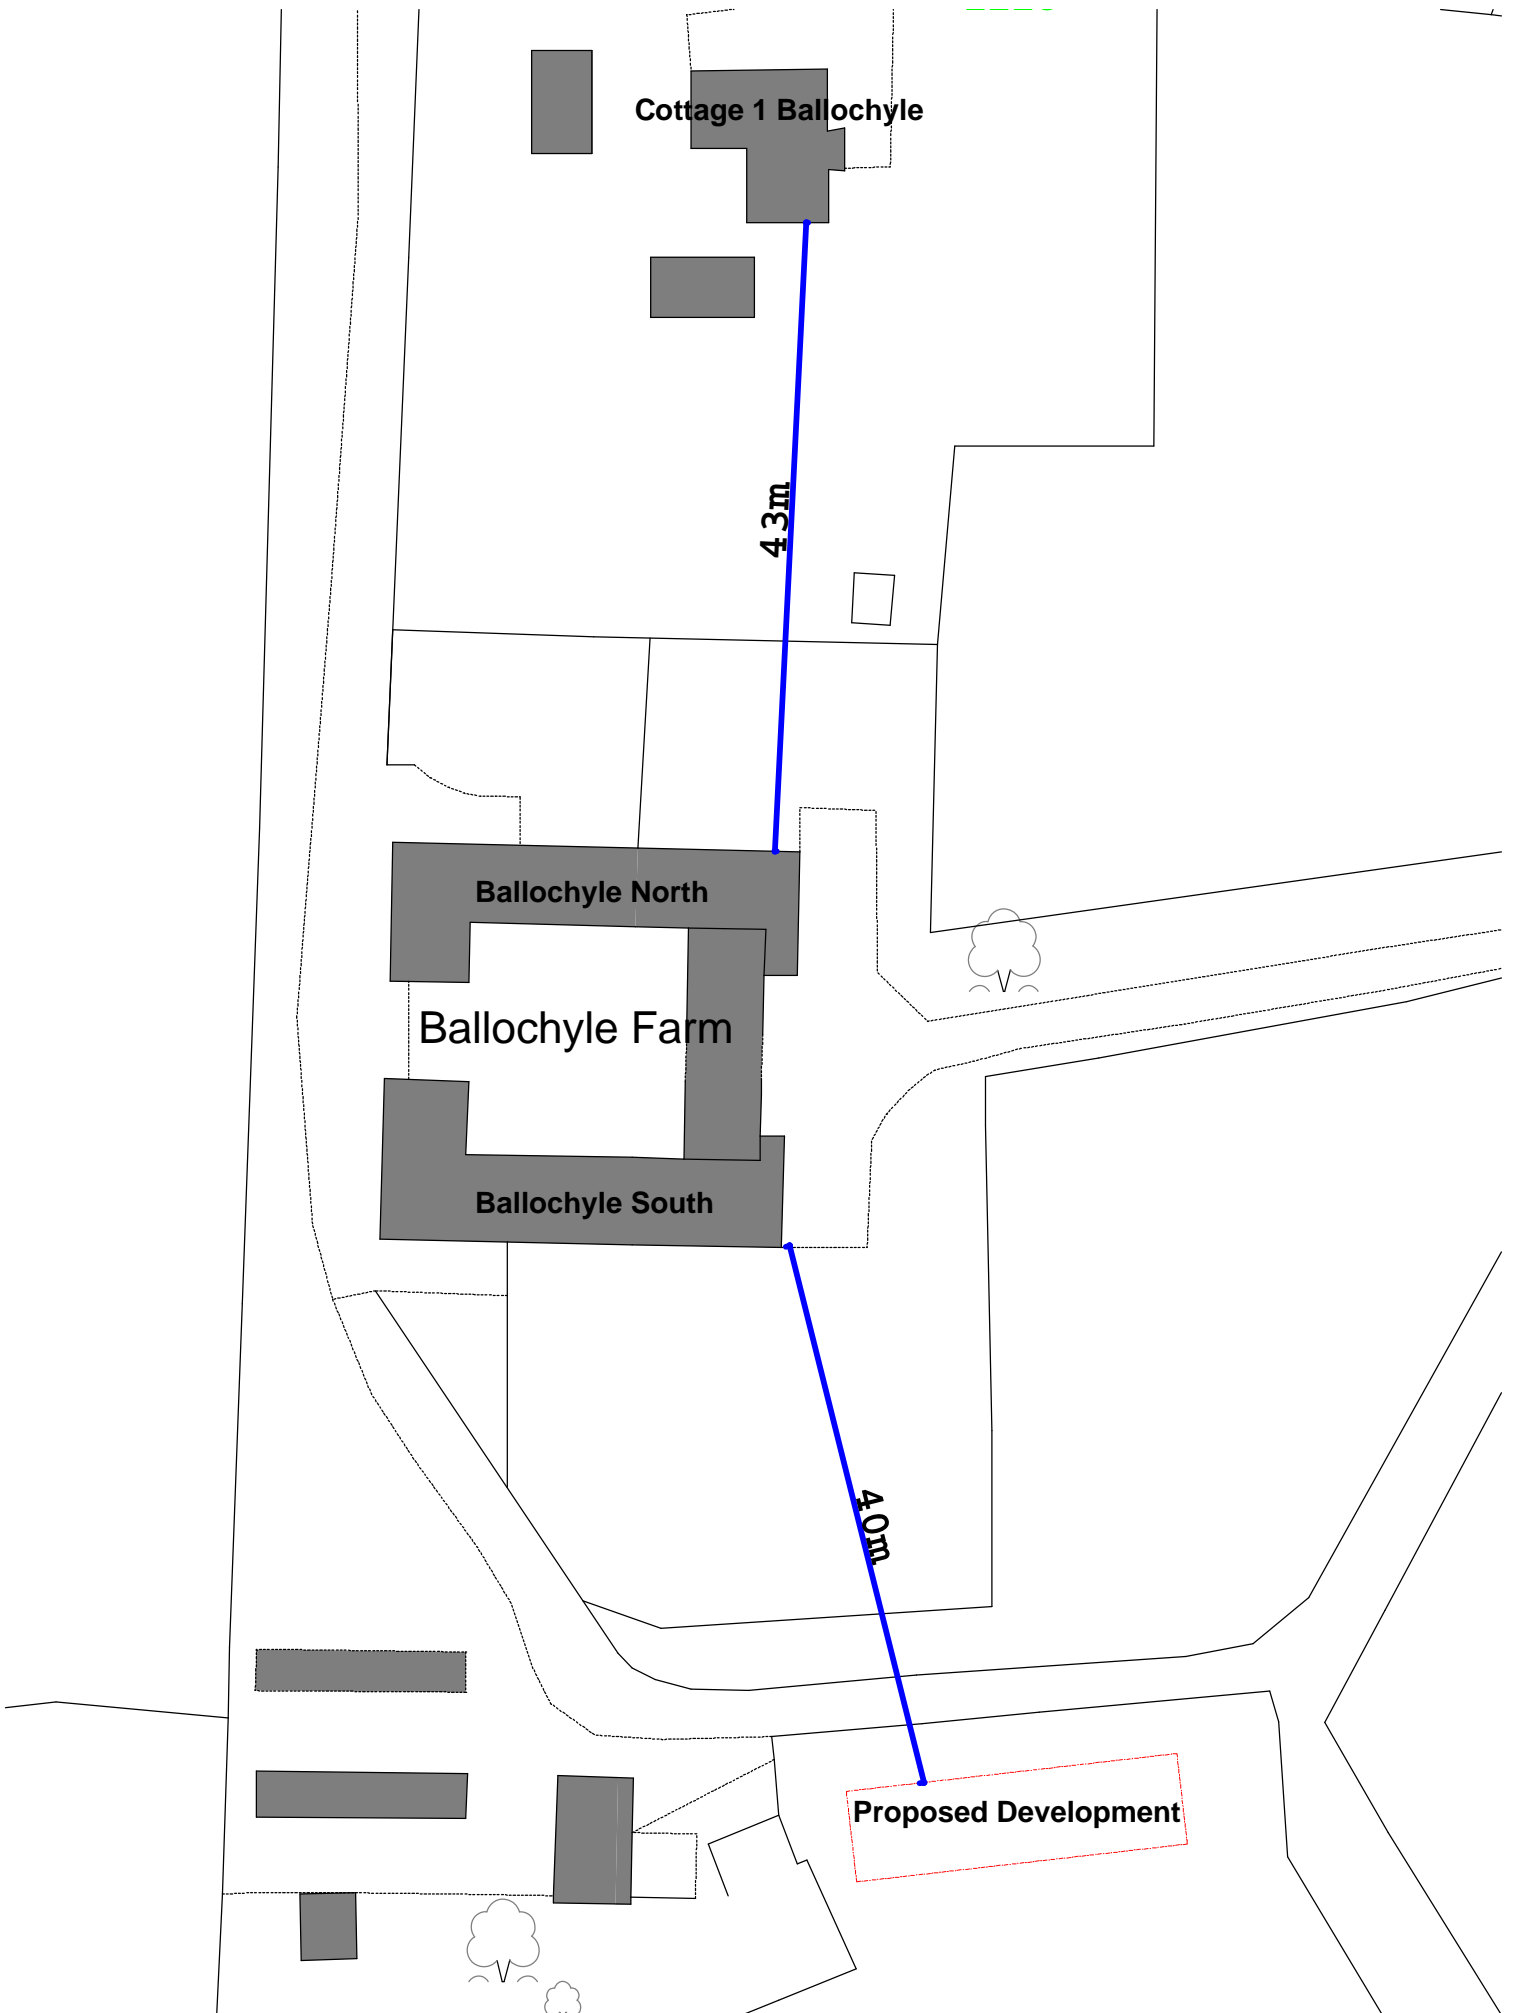 Cottage 1 Ballochyle
43m
Ballochyle North
Ballochyle Farm
Ballochyle South
40m
Proposed Development